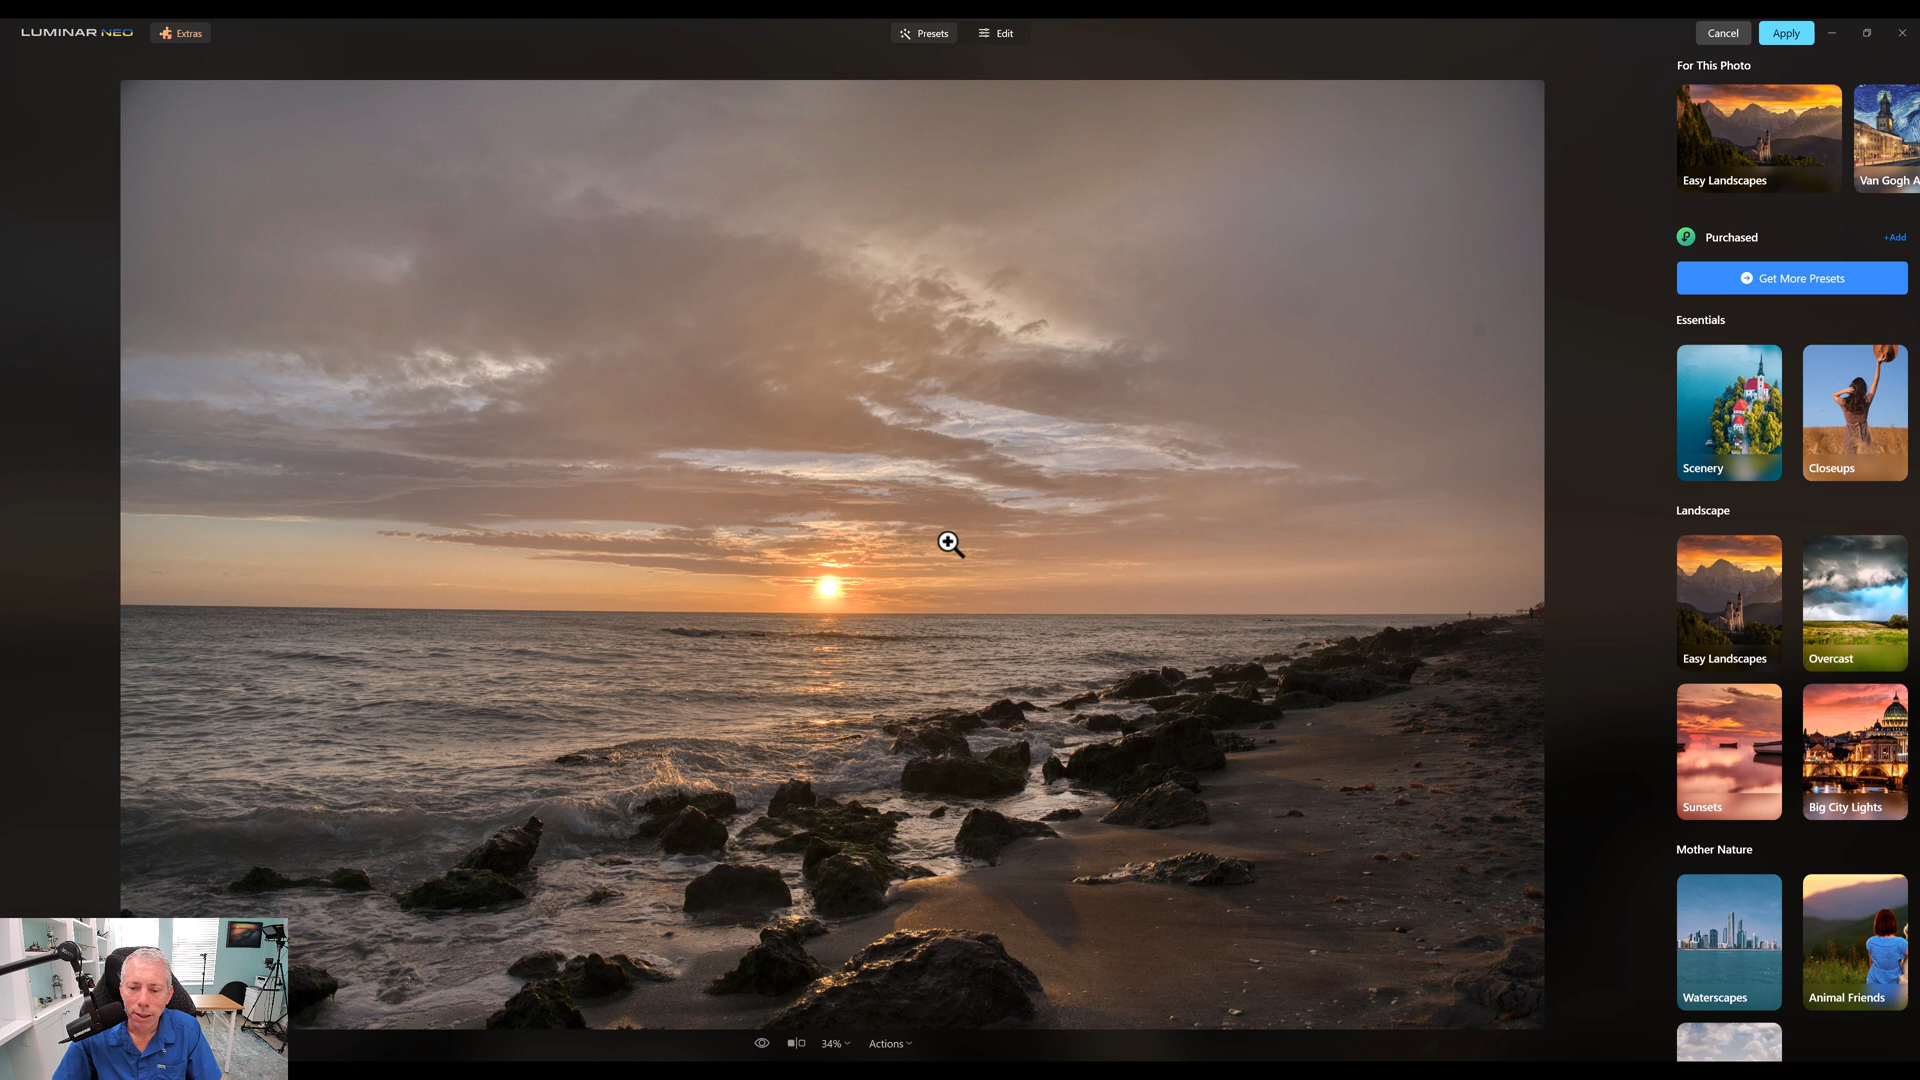 LUMINAR NEO
Extras
Presets
Edit
Cancel
Apply
For This Photo
Easy Landscapes
Van Gogh A
Purchased
+Add
Get More Presets
Essentials
Scenery
Closeups
Landscape
Easy Landscapes
Overcast
Sunsets
Big City Lights
Mother Nature
Waterscapes
Animal Friends
34%
Actions